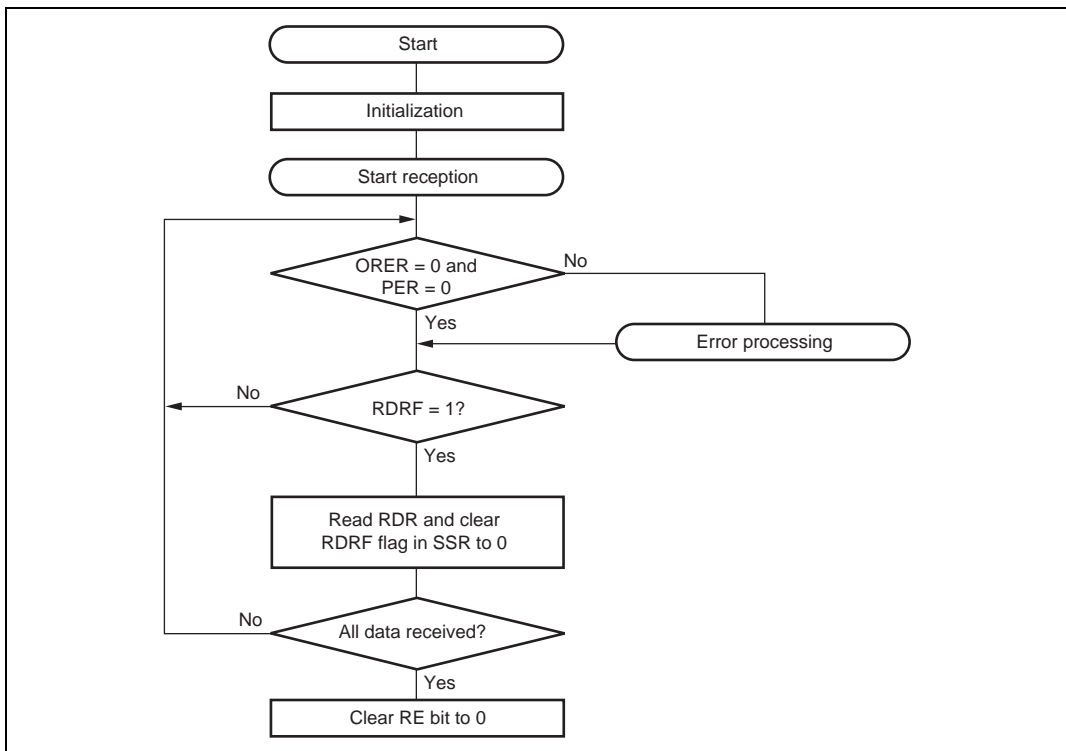 Start
Initialization
Start reception
ORER = 0 and
PER = 0
No
Yes
Error processing
No
RDRF = 1?
Yes
Read RDR and clear
RDRF flag in SSR to 0
No
All data received?
Yes
Clear RE bit to 0